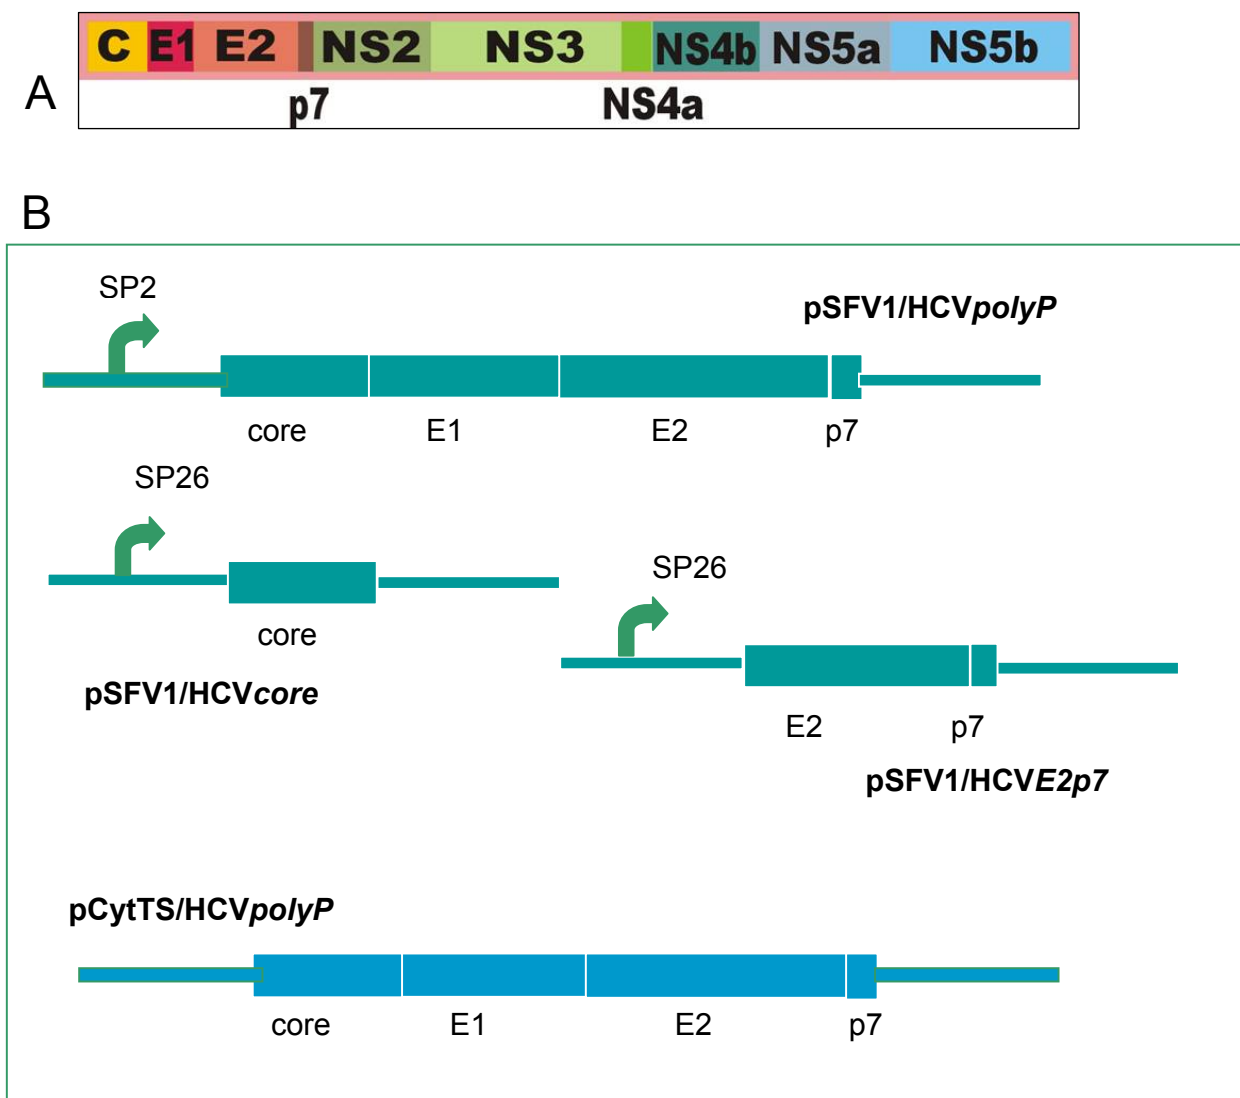 A
C E1 E2 NS2 NS3 NS4b NS5a NS5b
p7 NS4a
B
SP2
pSFV1/HCVpolyP
core E1 E2 p7
SP26
core
pSFV1/HCVcore
SP26
E2 p7
pSFV1/HCVE2p7
pCytTS/HCVpolyP
core E1 E2 p7